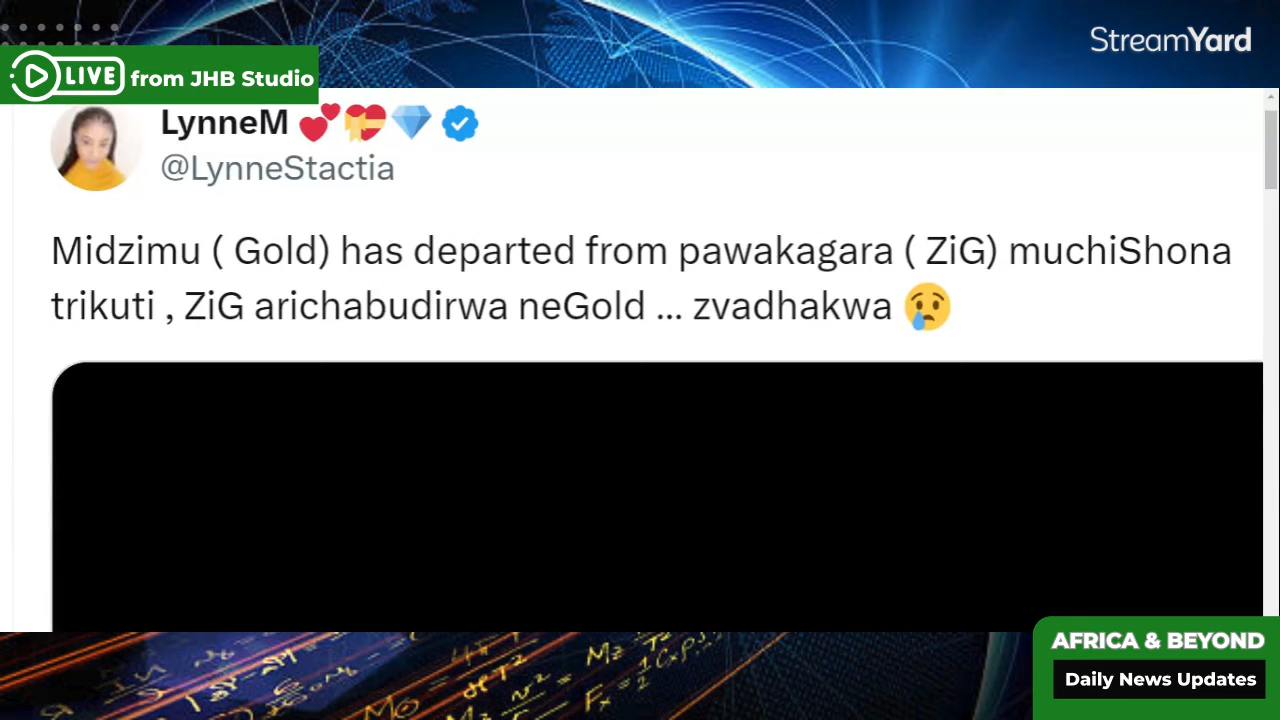 StreamYard
LIVE from JHB Studio
LynneM 💕💝💎
@LynneStactia
Midzimu ( Gold) has departed from pawakagara ( ZiG) muchiShona
trikuti , ZiG arichabudirwa neGold ... zvadhakwa 😢
AFRICA & BEYOND
Daily News Updates